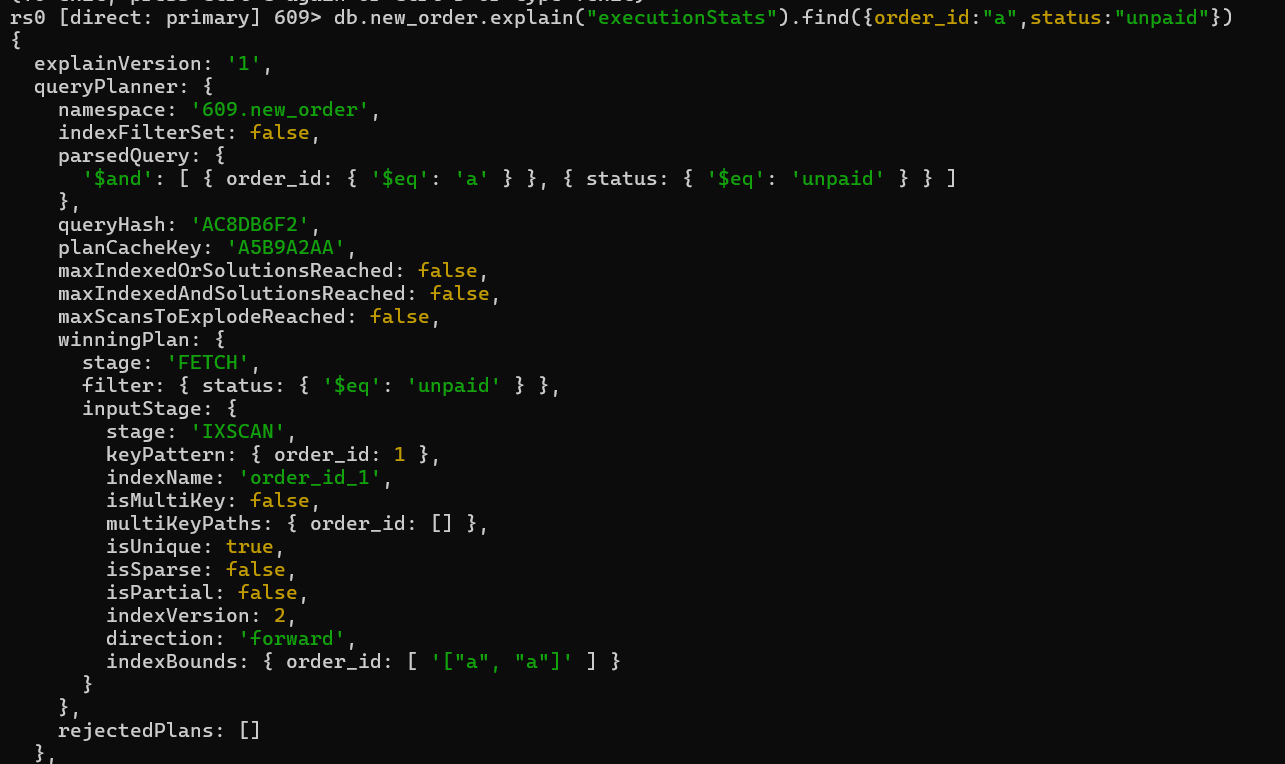 rs0 [direct: primary] 609> db.new_order.explain("executionStats").find({order_id:"a",status:"unpaid"})
{
  explainVersion: '1',
  queryPlanner: {
    namespace: '609.new_order',
    indexFilterSet: false,
    parsedQuery: {
      '$and': [ { order_id: { '$eq': 'a' } }, { status: { '$eq': 'unpaid' } } ]
    },
    queryHash: 'AC8DB6F2',
    planCacheKey: 'A5B9A2AA',
    maxIndexedOrSolutionsReached: false,
    maxIndexedAndSolutionsReached: false,
    maxScansToExplodeReached: false,
    winningPlan: {
      stage: 'FETCH',
      filter: { status: { '$eq': 'unpaid' } },
      inputStage: {
        stage: 'IXSCAN',
        keyPattern: { order_id: 1 },
        indexName: 'order_id_1',
        isMultiKey: false,
        multiKeyPaths: { order_id: [] },
        isUnique: true,
        isSparse: false,
        isPartial: false,
        indexVersion: 2,
        direction: 'forward',
        indexBounds: { order_id: [ '["a", "a"]' ] }
      }
    },
    rejectedPlans: []
  },